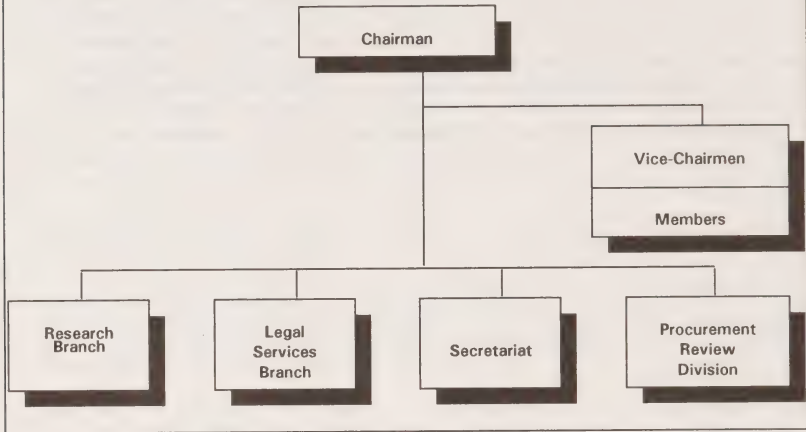 Chairman
Vice-Chairmen
Members
Research
Branch
Legal
Services
Branch
Secretariat
Procurement
Review
Division